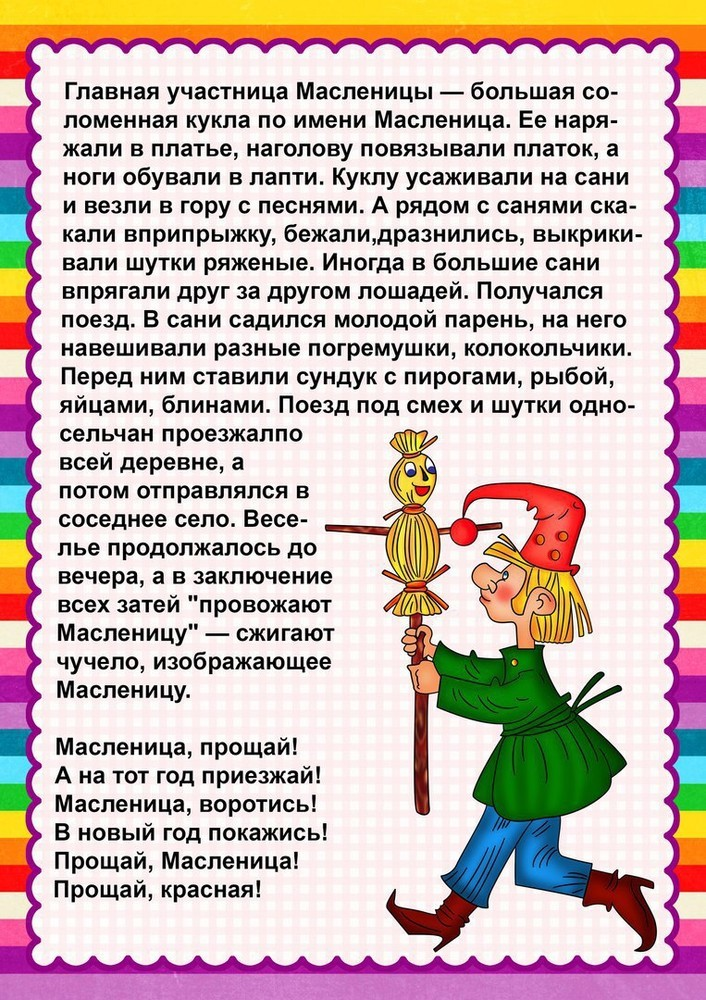 Главная участница Масленицы — большая со-
ломенная кукла по имени Масленица. Ее наря-
жали в платье, наголову повязывали платок, а
ноги обували в лапти. Куклу усаживали на сани
и везли в гору с песнями. А рядом с санями ска-
кали вприпрыжку, бежали,дразнились, выкрики-
вали шутки ряженые. Иногда в большие сани
впрягали друг за другом лошадей. Получался
поезд. В сани садился молодой парень, на него
навешивали разные погремушки, колокольчики.
Перед ним ставили сундук с пирогами, рыбой,
яйцами, блинами. Поезд под смех и шутки одно-
сельчан проезжалпо
всей деревне, а
потом отправлялся в
соседнее село. Весе-
лье продолжалось до
вечера, а в заключение
всех затей "провожают
Масленицу" — сжигают
чучело, изображающее
Масленицу.
Масленица, прощай!
А на тот год приезжай!
Масленица, воротись!
В новый год покажись!
Прощай, Масленица!
Прощай, красная!